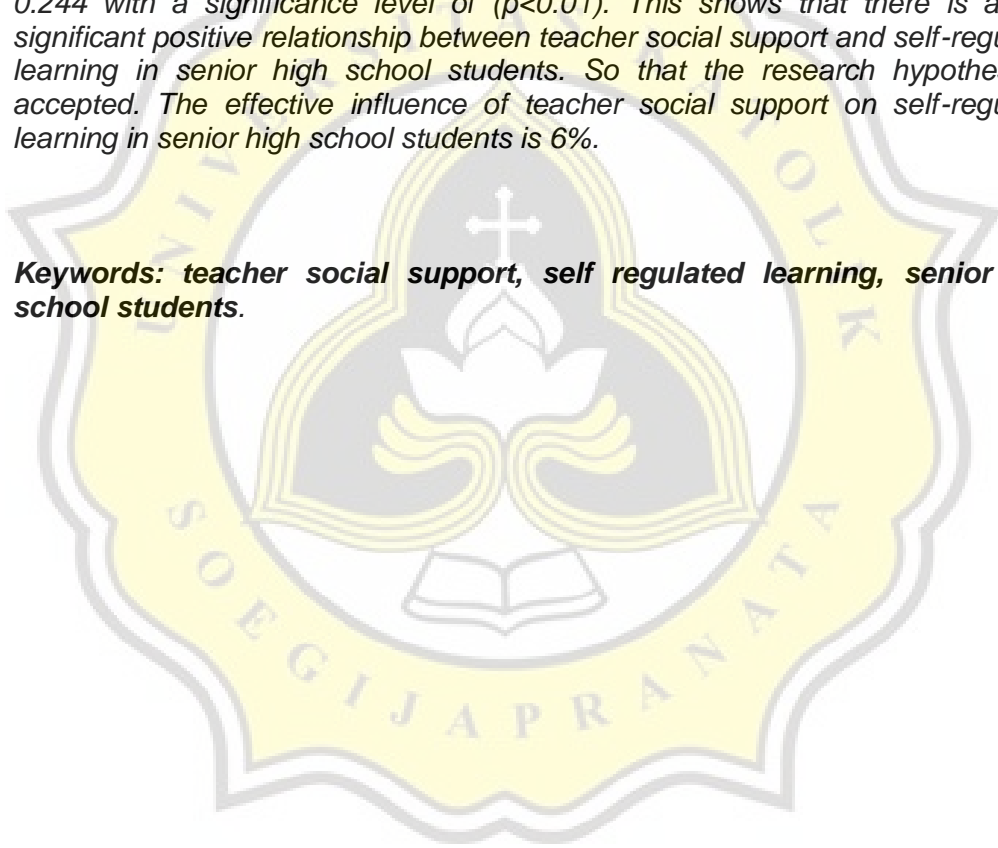 0.244 with a significance level of (p<0.01). This shows that there is a
significant positive relationship between teacher social support and self-regu
learning in senior high school students. So that the research hypothes
accepted. The effective influence of teacher social support on self-regu
learning in senior high school students is 6%.
Keywords: teacher social support, self regulated learning, senior
school students.
UNIVERSITAS KATOLIK
SOEGIJAPRANATA